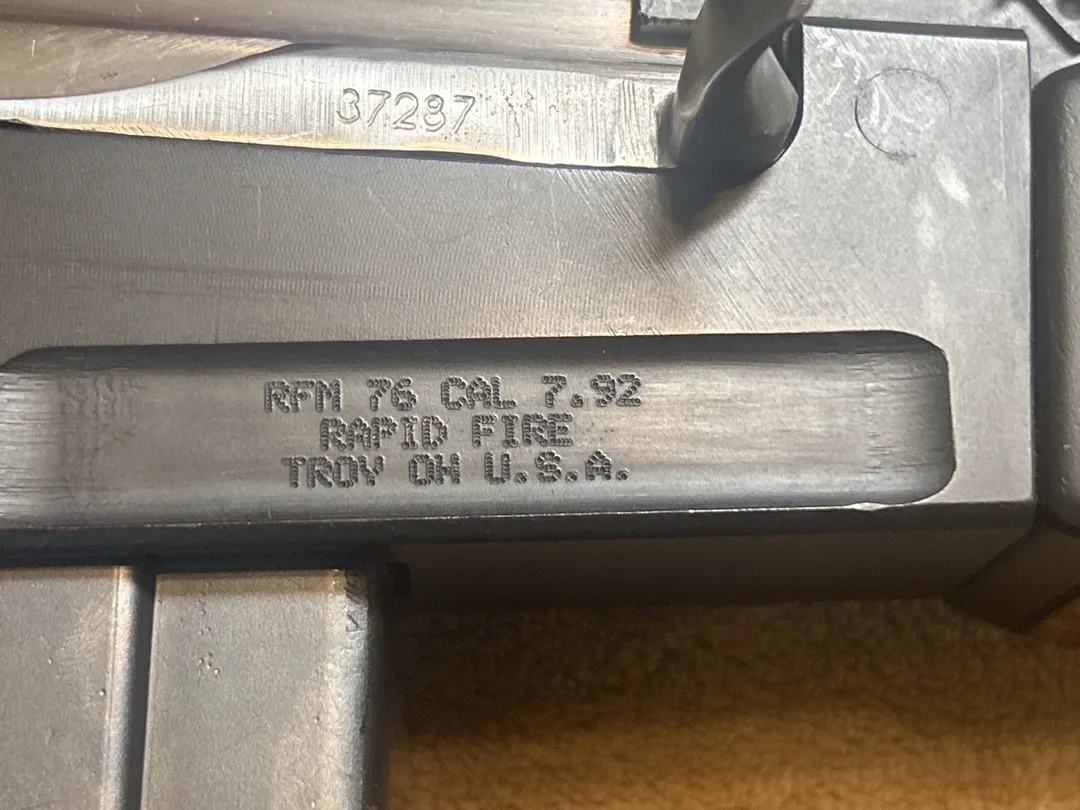 37287
RFM 76 CAL 7.92
RAPID FIRE
TROY OH U.S.A.